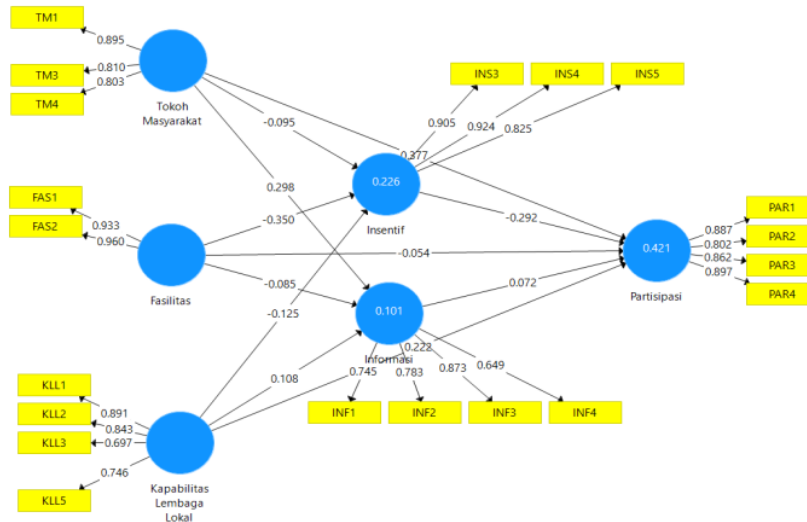 TM1
0.895
TM3
0.810
TM4
0.803
Tokoh
Masyarakat
INS3
INS4
INS5
0.905
0.924
0.825
-0.095
0.377
0.298
0.226
Insentif
FAS1
0.933
FAS2
0.960
Fasilitas
-0.350
-0.292
-0.054
-0.085
-0.125
0.421
Partisipasi
PAR1
0.887
PAR2
0.802
PAR3
0.862
PAR4
0.897
0.101
Informasi
0.072
0.222
0.108
0.745
0.783
0.873
0.649
INF1
INF2
INF3
INF4
KLL1
0.891
KLL2
0.843
KLL3
0.697
0.746
KLL5
Kapabilitas
Lembaga
Lokal